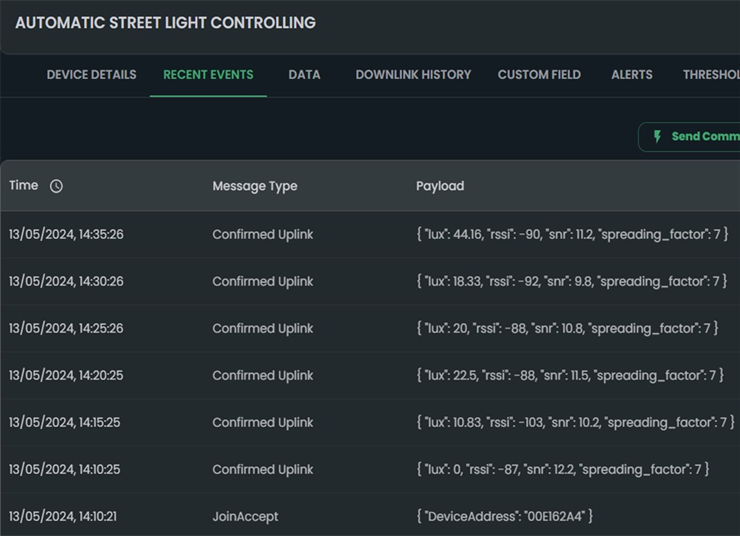 AUTOMATIC STREET LIGHT CONTROLLING
DEVICE DETAILS RECENT EVENTS DATA DOWNLINK HISTORY CUSTOM FIELD ALERTS THRESHOL
Send Comm
Time Message Type Payload
13/05/2024, 14:35:26 Confirmed Uplink { "lux": 44.16, "rssi": -90, "snr": 11.2, "spreading_factor": 7 }
13/05/2024, 14:30:26 Confirmed Uplink { "lux": 18.33, "rssi": -92, "snr": 9.8, "spreading_factor": 7 }
13/05/2024, 14:25:26 Confirmed Uplink { "lux": 20, "rssi": -88, "snr": 10.8, "spreading_factor": 7 }
13/05/2024, 14:20:25 Confirmed Uplink { "lux": 22.5, "rssi": -88, "snr": 11.5, "spreading_factor": 7 }
13/05/2024, 14:15:25 Confirmed Uplink { "lux": 10.83, "rssi": -103, "snr": 10.2, "spreading_factor": 7 }
13/05/2024, 14:10:25 Confirmed Uplink { "lux": 0, "rssi": -87, "snr": 12.2, "spreading_factor": 7 }
13/05/2024, 14:10:21 JoinAccept { "DeviceAddress": "00E162A4" }